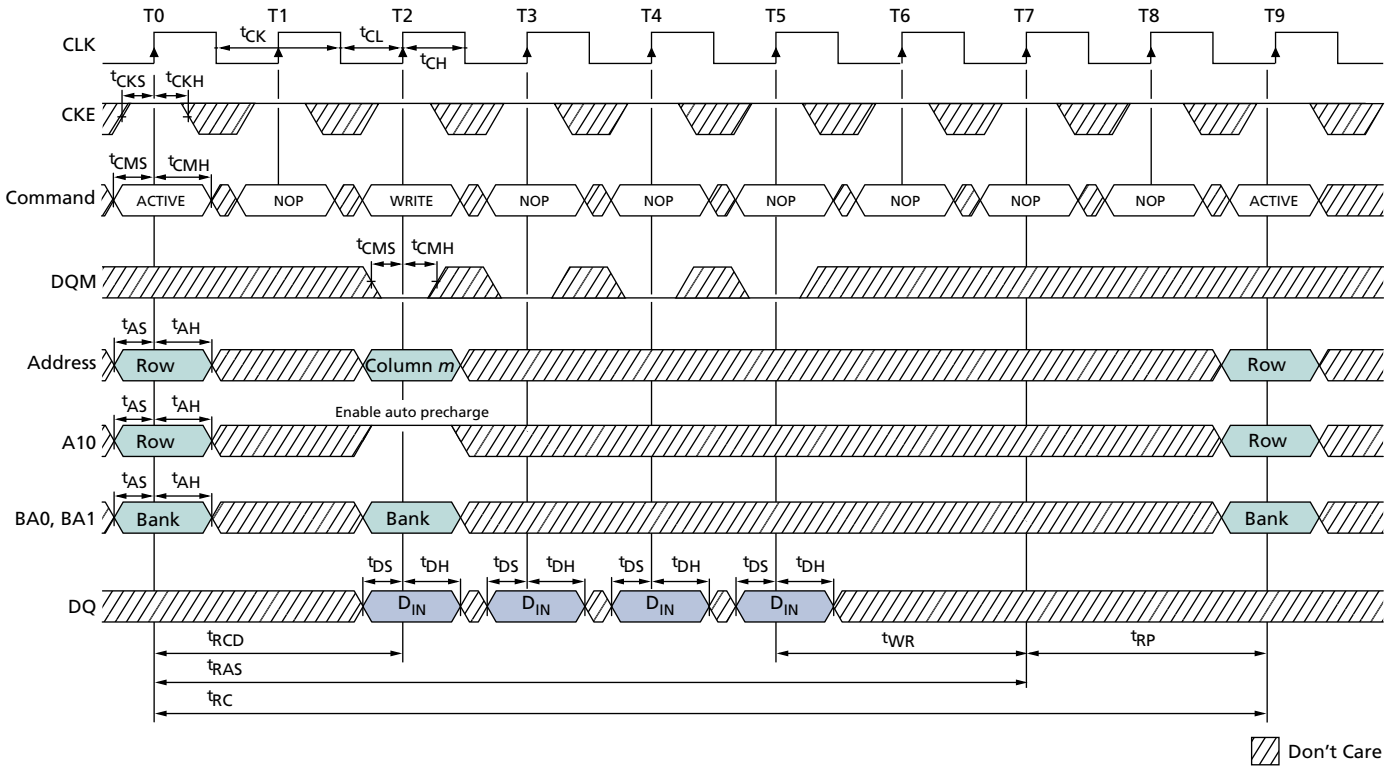 T0 T1 T2 T3 T4 T5 T6 T7 T8 T9
CLK
tCK tCL
tCH
tCKS tCKH
CKE
tCMS tCMH
Command ACTIVE NOP WRITE NOP NOP NOP NOP NOP NOP ACTIVE
tCMS tCMH
DQM
tAS tAH
Address Row Column m Row
tAS tAH Enable auto precharge
A10 Row Row
tAS tAH
BA0, BA1 Bank Bank Bank
tDS tDH tDS tDH tDS tDH tDS tDH
DQ DIN DIN DIN DIN
tRCD tWR tRP
tRAS
tRC
Don't Care